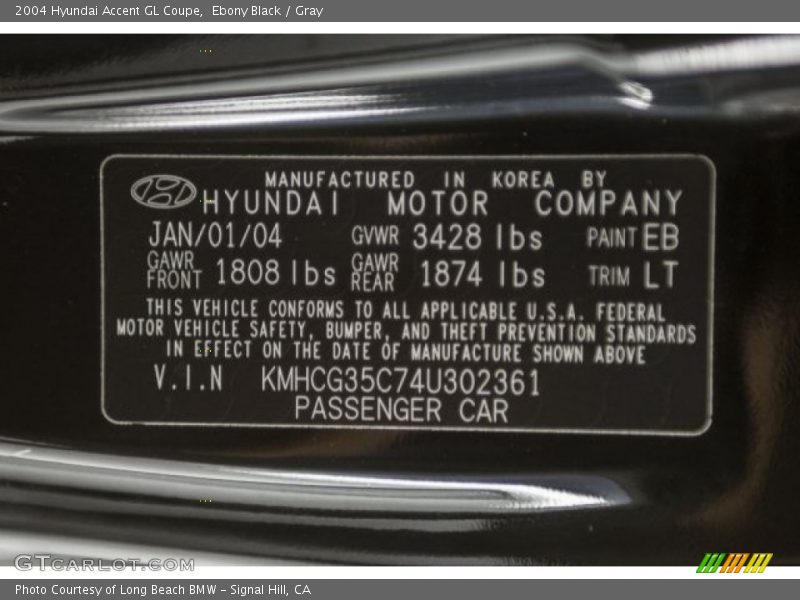 2004 Hyundai Accent GL Coupe, Ebony Black / Gray
MANUFACTURED IN KOREA BY
HYUNDAI MOTOR COMPANY
JAN/01/04 GVWR 3428 lbs PAINT EB
GAWR FRONT 1808 lbs GAWR REAR 1874 lbs TRIM LT
THIS VEHICLE CONFORMS TO ALL APPLICABLE U.S.A. FEDERAL
MOTOR VEHICLE SAFETY, BUMPER, AND THEFT PREVENTION STANDARDS
IN EFFECT ON THE DATE OF MANUFACTURE SHOWN ABOVE
V.I.N KMHCG35C74U302361
PASSENGER CAR
GTCARLOT.COM
Photo Courtesy of Long Beach BMW - Signal Hill, CA